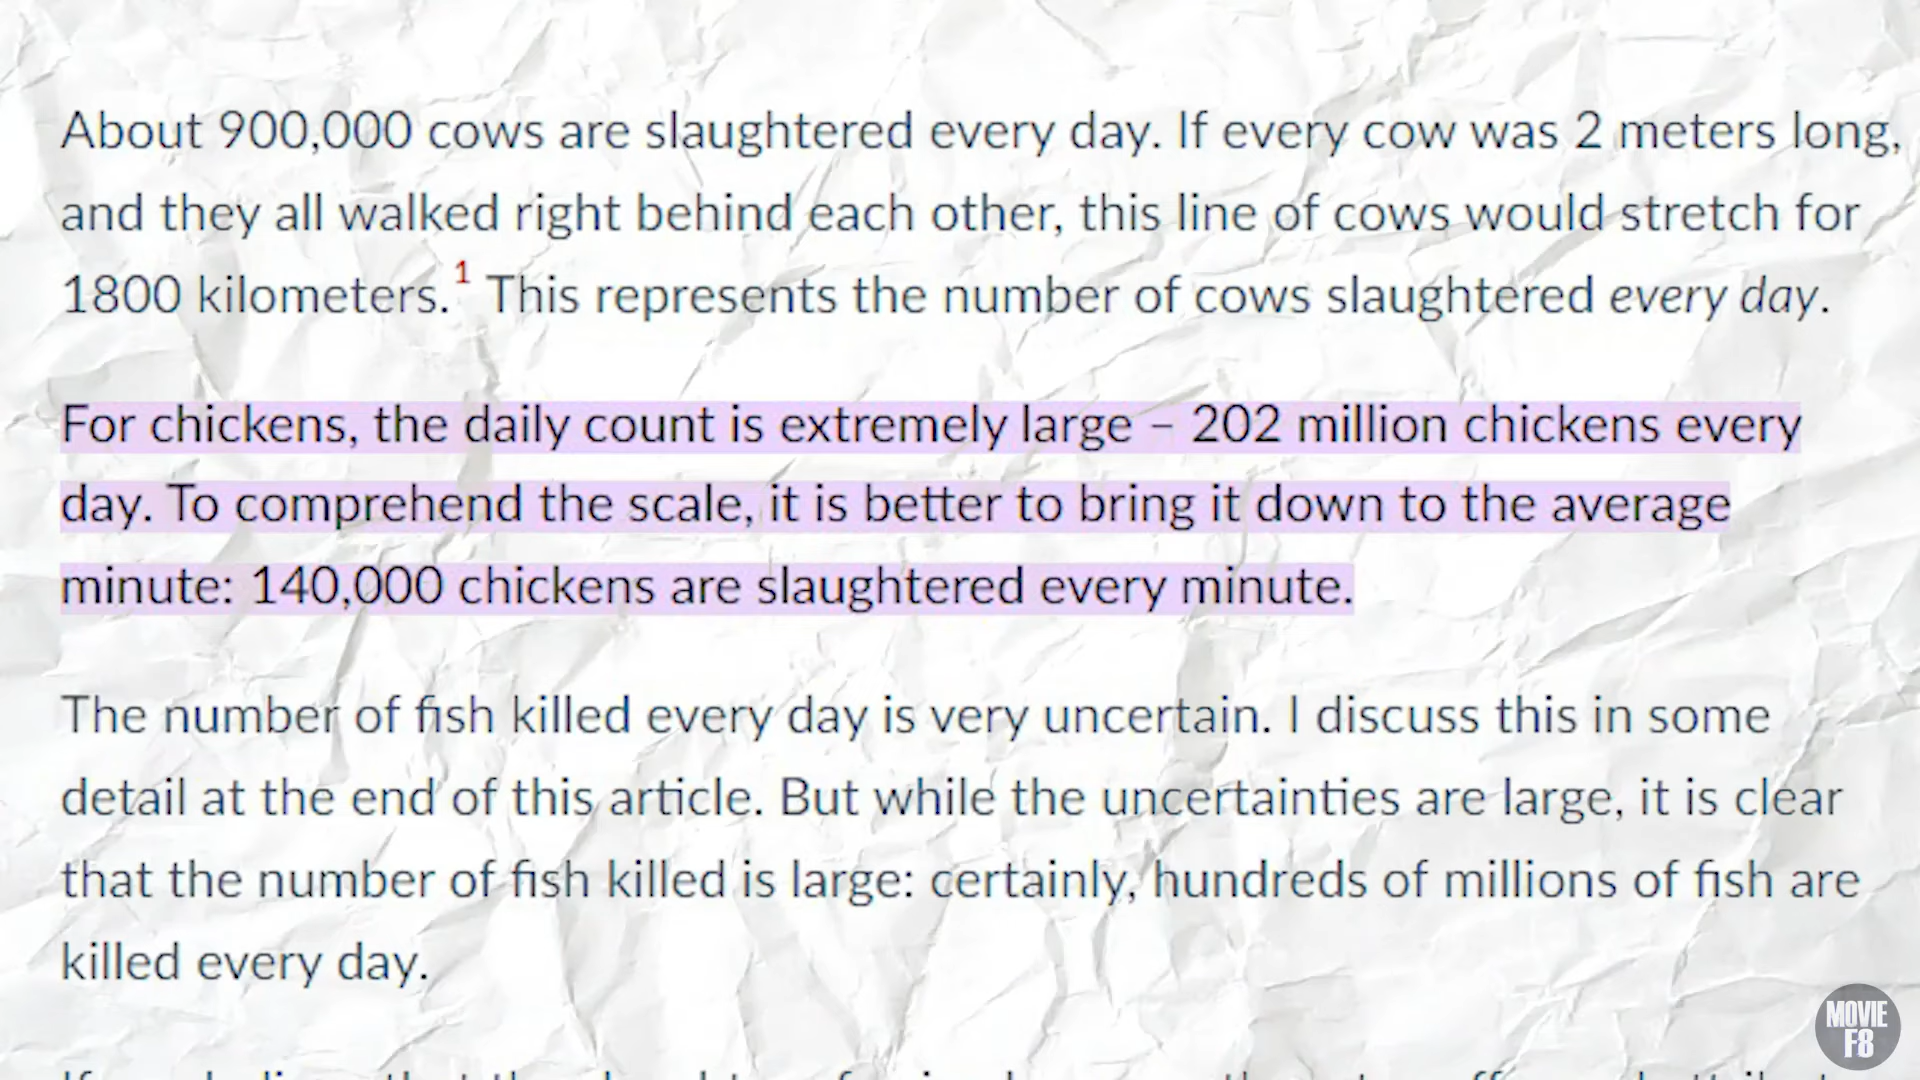 About 900,000 cows are slaughtered every day. If every cow was 2 meters long,
and they all walked right behind each other, this line of cows would stretch for
1800 kilometers.¹ This represents the number of cows slaughtered every day.
For chickens, the daily count is extremely large – 202 million chickens every
day. To comprehend the scale, it is better to bring it down to the average
minute: 140,000 chickens are slaughtered every minute.
The number of fish killed every day is very uncertain. I discuss this in some
detail at the end of this article. But while the uncertainties are large, it is clear
that the number of fish killed is large: certainly, hundreds of millions of fish are
killed every day.
MOVIE
F8